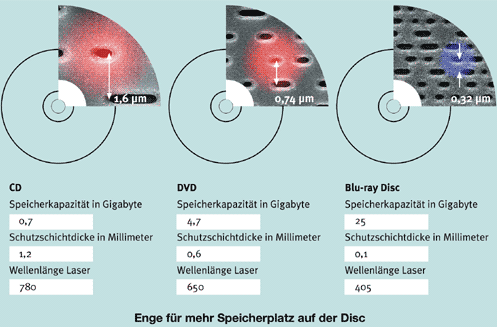 1,6 µm
0,74 µm
0,32 µm
CD
Speicherkapazität in Gigabyte
0,7
Schutzschichtdicke in Millimeter
1,2
Wellenlänge Laser
780
DVD
Speicherkapazität in Gigabyte
4,7
Schutzschichtdicke in Millimeter
0,6
Wellenlänge Laser
650
Blu-ray Disc
Speicherkapazität in Gigabyte
25
Schutzschichtdicke in Millimeter
0,1
Wellenlänge Laser
405
Enge für mehr Speicherplatz auf der Disc